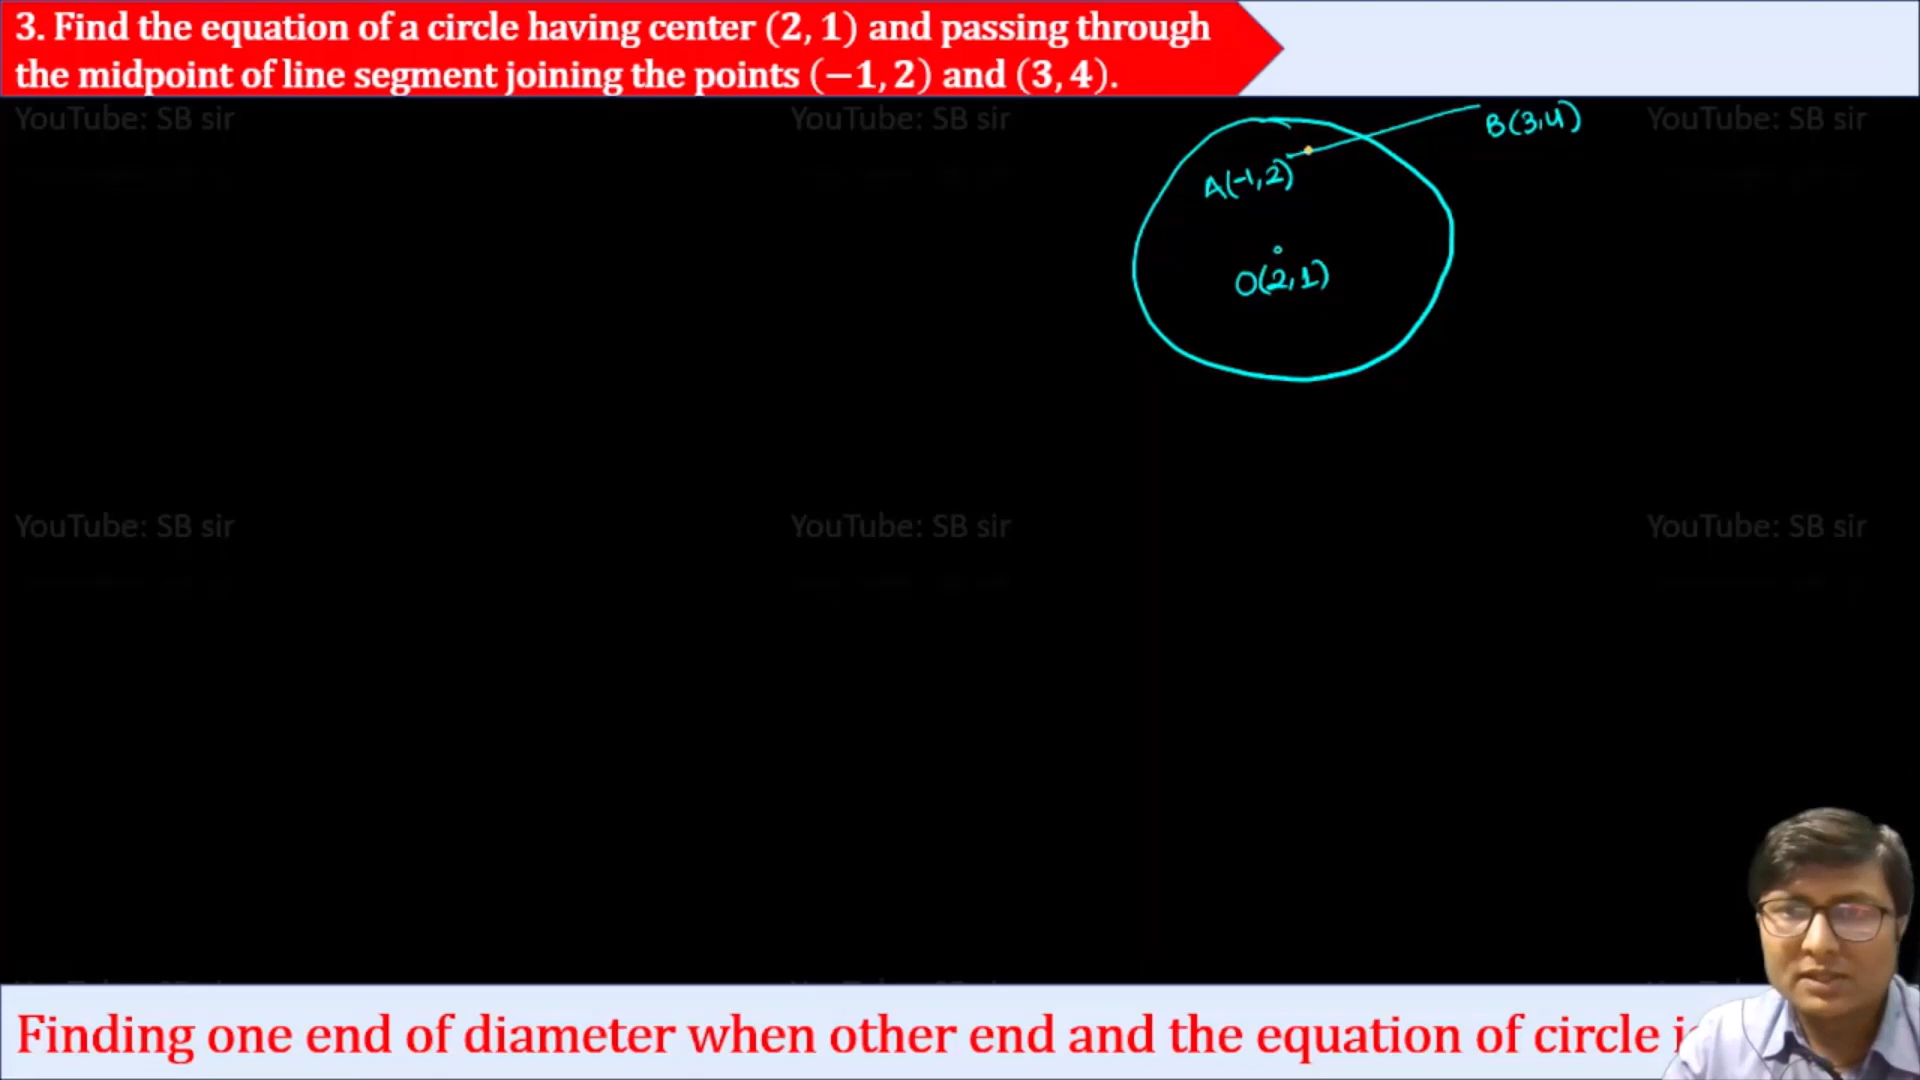 3. Find the equation of a circle having center (2, 1) and passing through
the midpoint of line segment joining the points (−1, 2) and (3, 4).
YouTube: SB sir
YouTube: SB sir
YouTube: SB sir
B(3,4)
A(-1,2)
O(2,1)
YouTube: SB sir
YouTube: SB sir
YouTube: SB sir
Finding one end of diameter when other end and the equation of circle